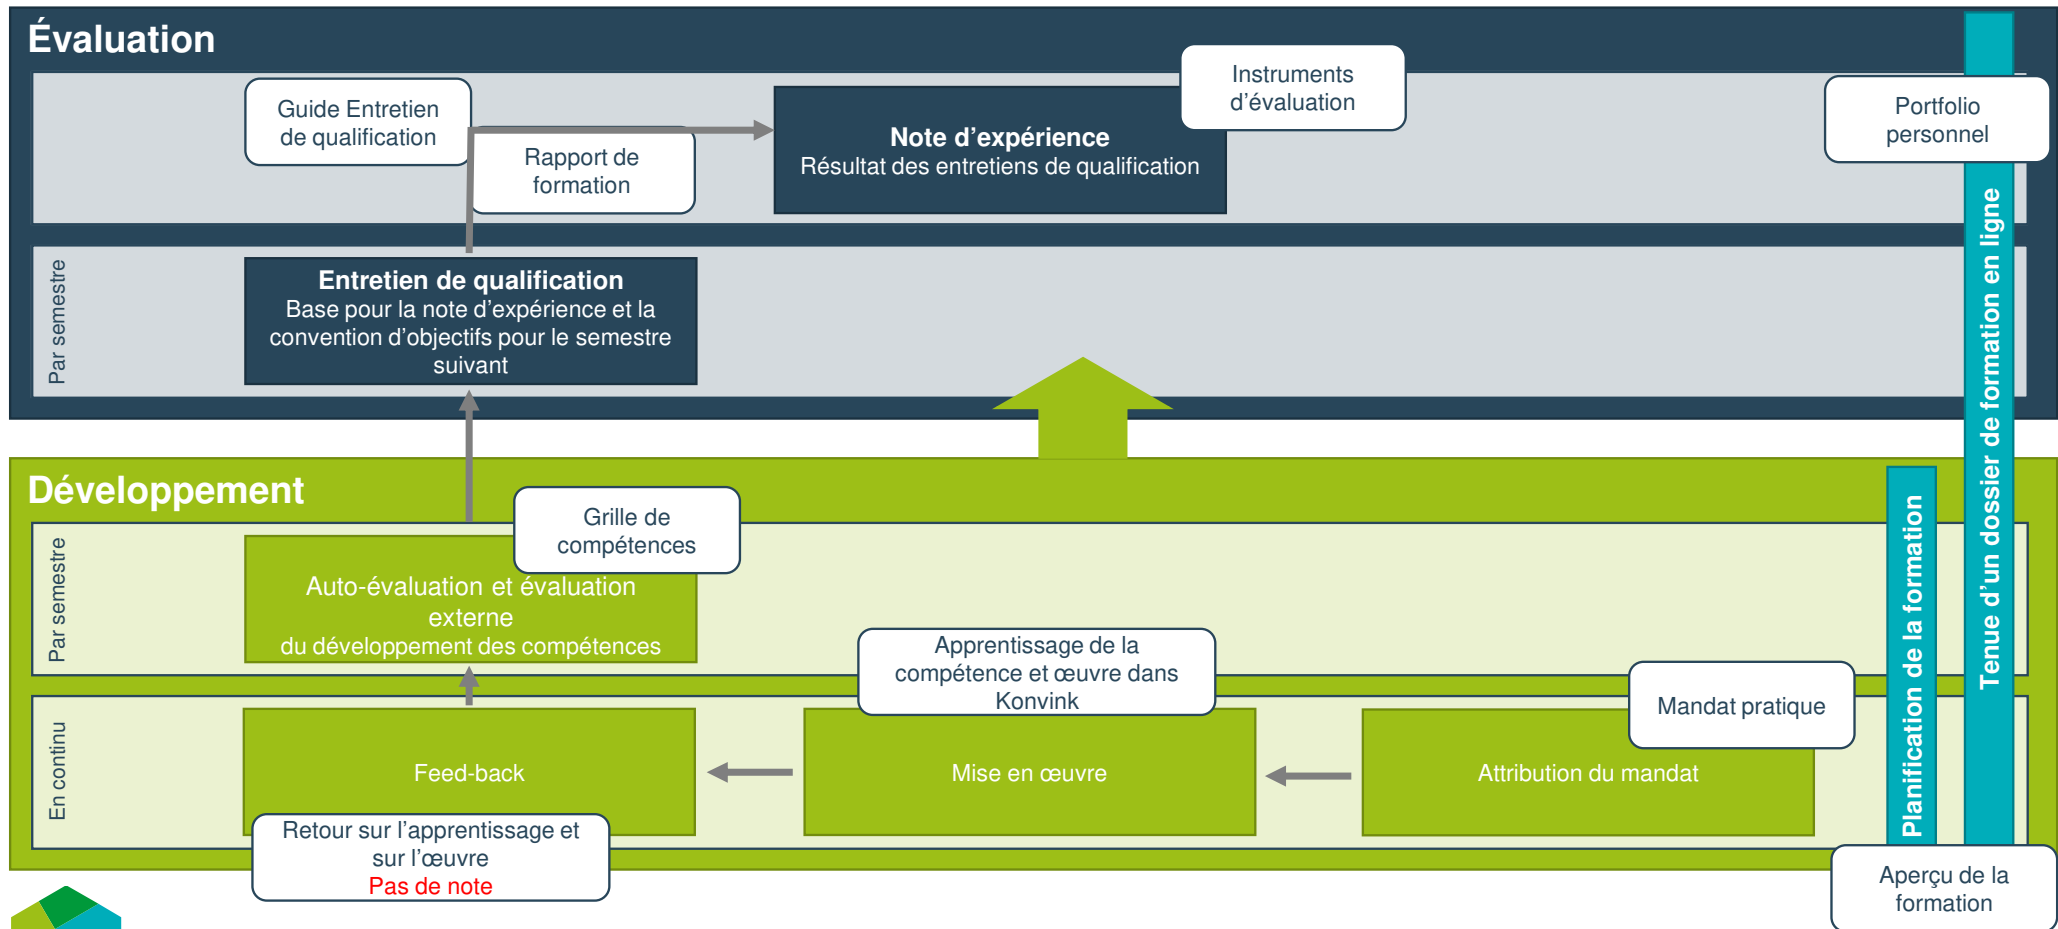 Évaluation
Guide Entretien
de qualification
Rapport de
formation
Note d’expérience
Résultat des entretiens de qualification
Instruments
d’évaluation
Portfolio
personnel
Par semestre
Entretien de qualification
Base pour la note d’expérience et la
convention d’objectifs pour le semestre
suivant
Tenue d’un dossier de formation en ligne
Développement
Planification de la formation
Par semestre
Grille de
compétences
Auto-évaluation et évaluation
externe
du développement des compétences
En continu
Feed-back
Retour sur l’apprentissage et
sur l’œuvre
Pas de note
Apprentissage de la
compétence et œuvre dans
Konvink
Mise en œuvre
Mandat pratique
Attribution du mandat
Aperçu de la
formation